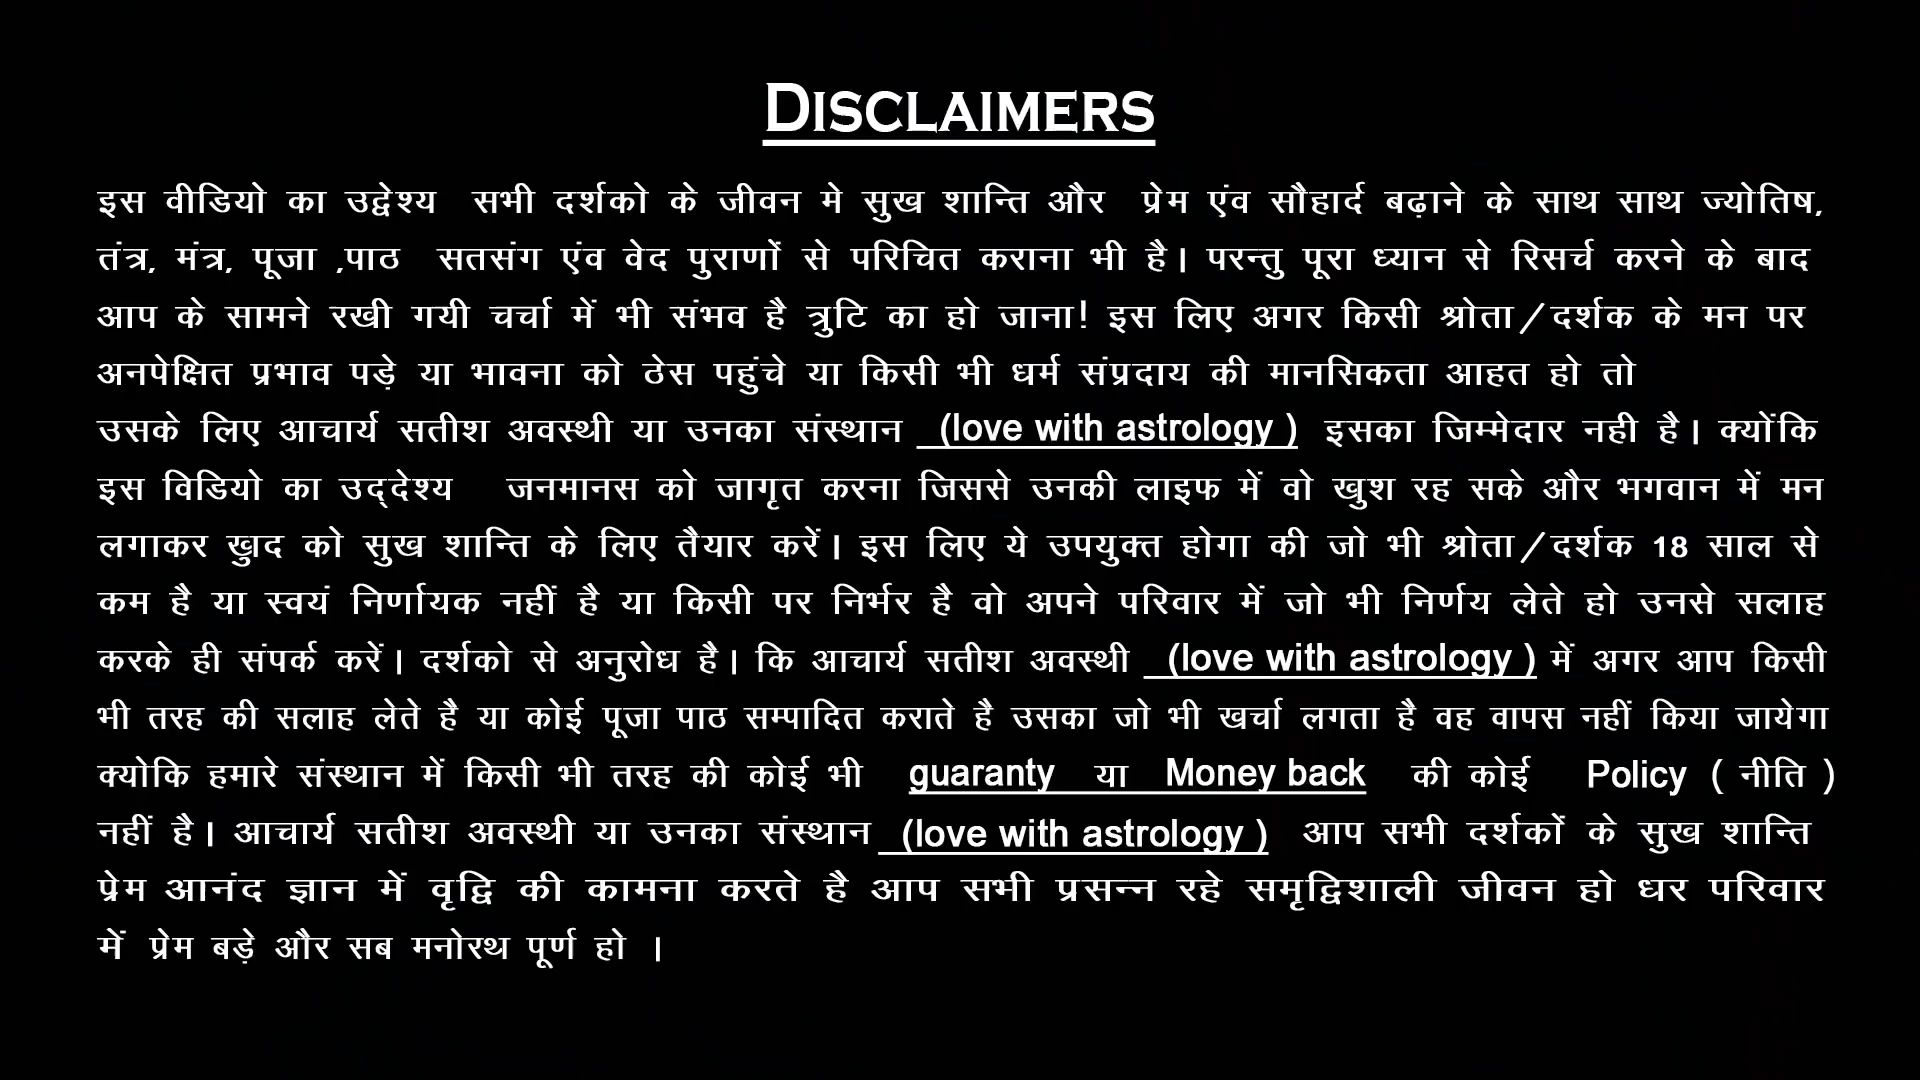 DISCLAIMERS
इस वीडियो का उद्वेश्य सभी दर्शको के जीवन मे सुख शान्ति और प्रेम एंव सौहार्द बढ़ाने के साथ साथ ज्योतिष,
तंत्र, मंत्र, पूजा ,पाठ सतसंग एंव वेद पुराणों से परिचित कराना भी है। परन्तु पूरा ध्यान से रिसर्च करने के बाद
आप के सामने रखी गयी चर्चा में भी संभव है त्रुटि का हो जाना! इस लिए अगर किसी श्रोता/दर्शक के मन पर
अनपेक्षित प्रभाव पड़े या भावना को ठेस पहुंचे या किसी भी धर्म संप्रदाय की मानसिकता आहत हो तो
उसके लिए आचार्य सतीश अवस्थी या उनका संस्थान (love with astrology ) इसका जिम्मेदार नही है। क्योंकि
इस विडियो का उद्देश्य जनमानस को जागृत करना जिससे उनकी लाइफ में वो खुश रह सके और भगवान में मन
लगाकर खुद को सुख शान्ति के लिए तैयार करें। इस लिए ये उपयुक्त होगा की जो भी श्रोता/दर्शक 18 साल से
कम है या स्वयं निर्णायक नहीं है या किसी पर निर्भर है वो अपने परिवार में जो भी निर्णय लेते हो उनसे सलाह
करके ही संपर्क करें। दर्शको से अनुरोध है। कि आचार्य सतीश अवस्थी (love with astrology ) में अगर आप किसी
भी तरह की सलाह लेते है या कोई पूजा पाठ सम्पादित कराते है उसका जो भी खर्चा लगता है वह वापस नहीं किया जायेगा
क्योकि हमारे संस्थान में किसी भी तरह की कोई भी guaranty या Money back की कोई Policy ( नीति )
नहीं है। आचार्य सतीश अवस्थी या उनका संस्थान (love with astrology ) आप सभी दर्शकों के सुख शान्ति
प्रेम आनंद ज्ञान में वृद्वि की कामना करते है आप सभी प्रसन्न रहे समृद्विशाली जीवन हो धर परिवार
में प्रेम बड़े और सब मनोरथ पूर्ण हो ।